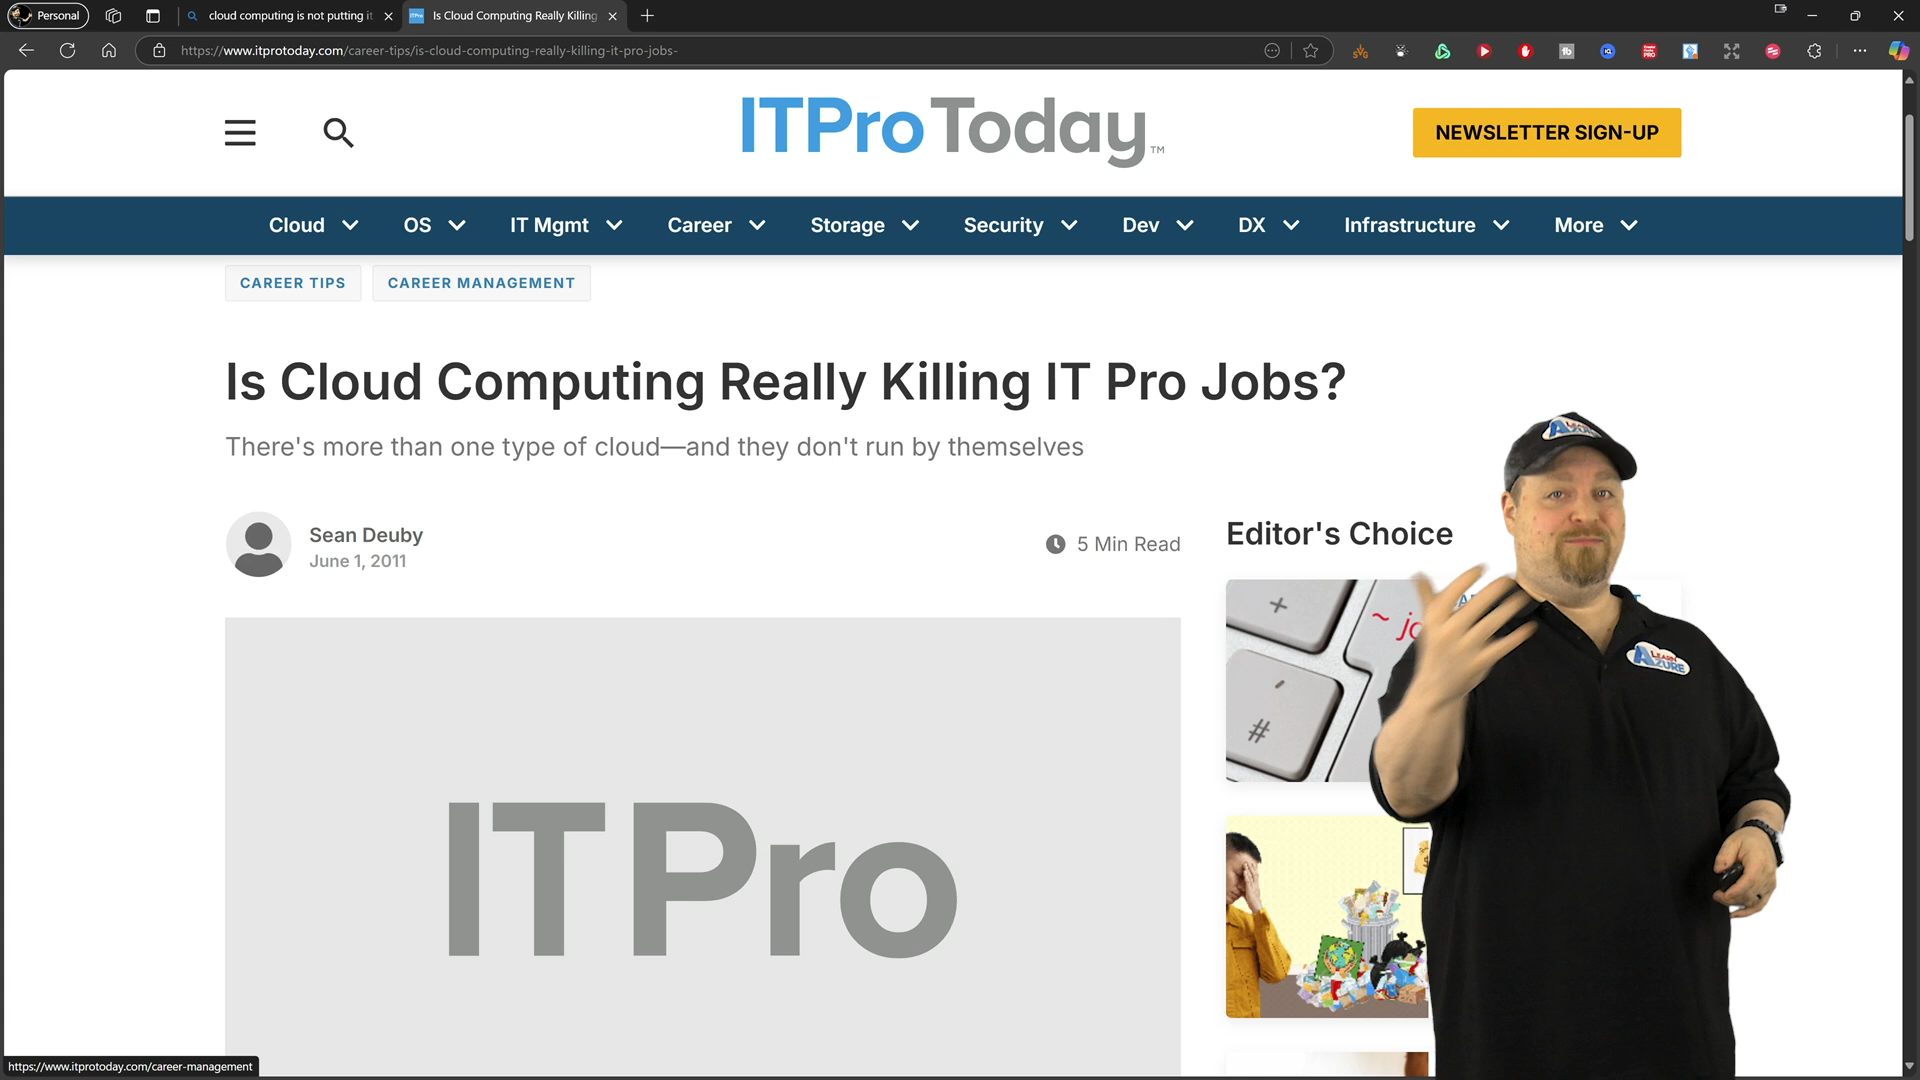 Personal
cloud computing is not putting it
Is Cloud Computing Really Killing
https://www.itprotoday.com/career-tips/is-cloud-computing-really-killing-it-pro-jobs-
ITPro Today™
NEWSLETTER SIGN-UP
Cloud OS IT Mgmt Career Storage Security Dev DX Infrastructure More
CAREER TIPS CAREER MANAGEMENT
Is Cloud Computing Really Killing IT Pro Jobs?
There's more than one type of cloud—and they don't run by themselves
Sean Deuby
June 1, 2011
5 Min Read
Editor's Choice
+
~ jo
#
ITPro
LEARN
AZURE
https://www.itprotoday.com/career-management